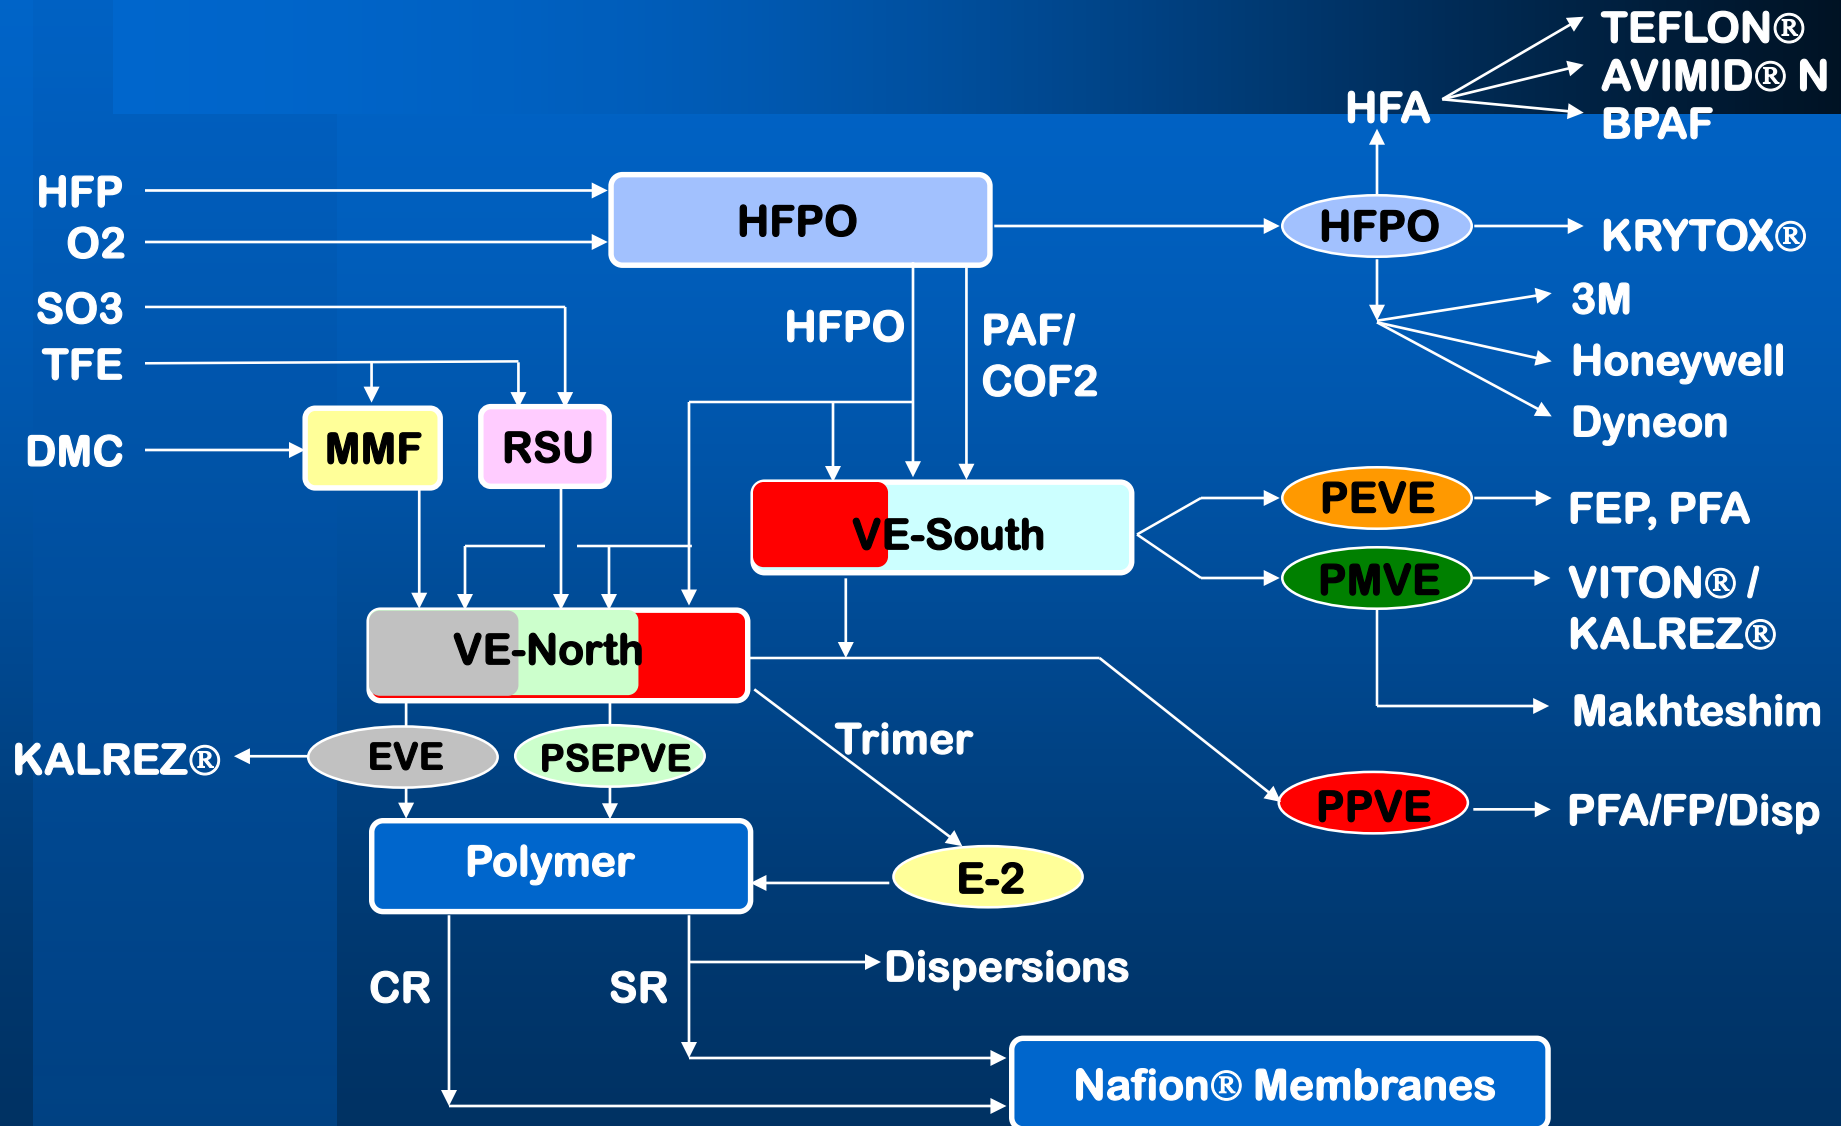 TEFLON®
AVIMID® N
HFA
BPAF
HFP
HFPO
HFPO
KRYTOX®
O2
SO3
HFPO
PAF/
COF2
3M
TFE
Honeywell
DMC
MMF
RSU
Dyneon
PEVE
FEP, PFA
VE-South
PMVE
VITON® /
KALREZ®
VE-North
Makhteshim
Trimer
KALREZ®
EVE
PSEPVE
PPVE
PFA/FP/Disp
Polymer
E-2
Dispersions
CR
SR
Nafion® Membranes